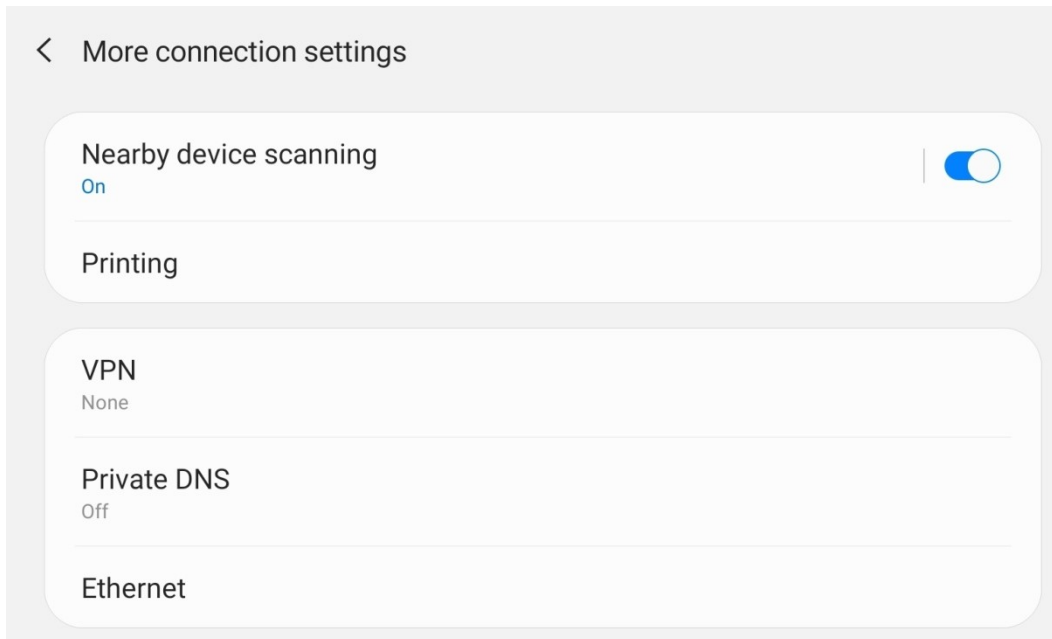 More connection settings
Nearby device scanning
On
Printing
VPN
None
Private DNS
Off
Ethernet